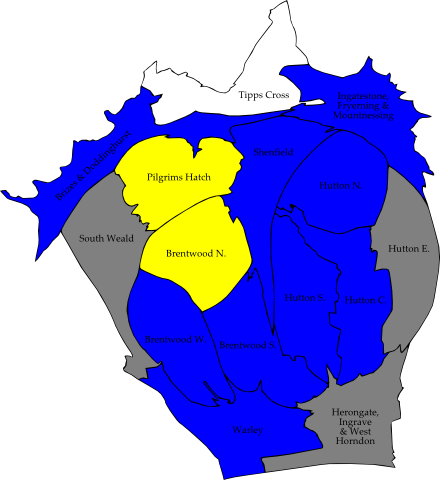 Tipps Cross
Ingatestone,
Fryerning &
Mountnessing
Brizes & Doddinghurst
Shenfield
Pilgrims Hatch
Hutton N.
South Weald
Hutton E.
Brentwood N.
Hutton S.
Hutton C.
Brentwood W.
Brentwood S.
Herongate,
Ingrave
& West
Horndon
Warley